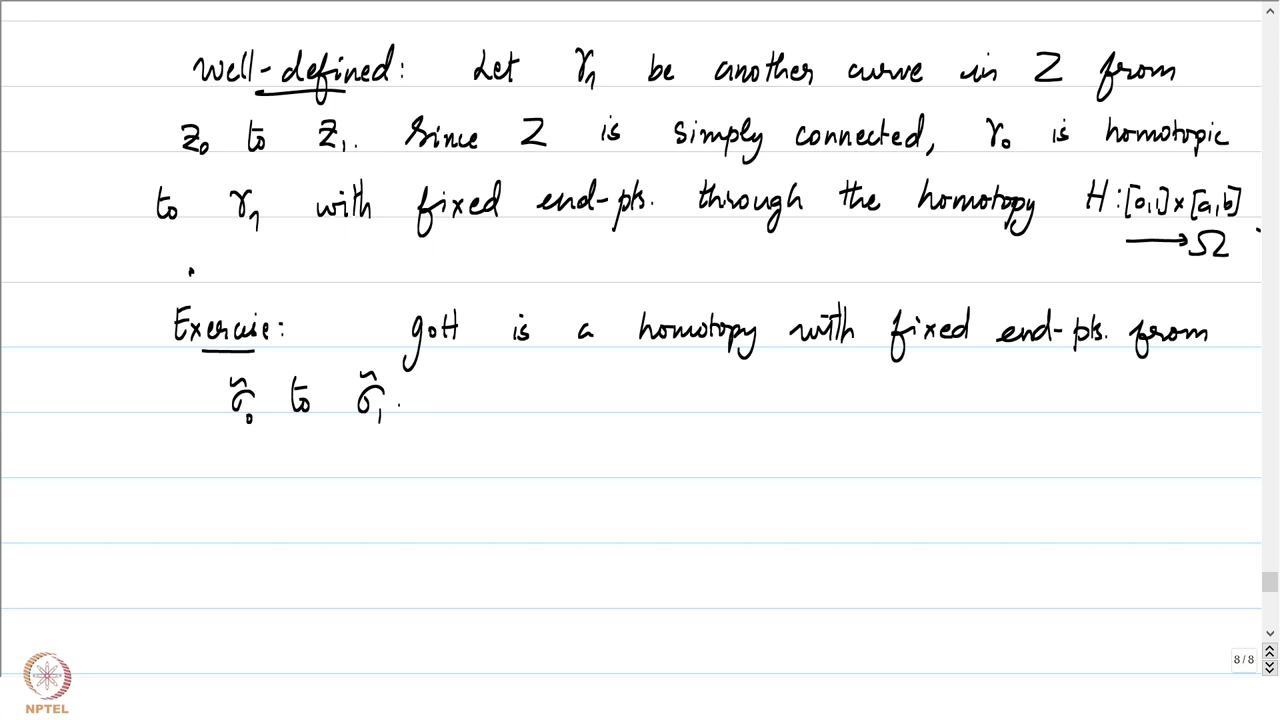 Well-defined: Let γ₁ be another curve in Z from
z₀ to z₁. Since Z is simply connected, γ₀ is homotopic
to γ₁ with fixed end-pts. through the homotopy H : [0,1] × [a,b]
⟶ Ω .
Exercise: g∘H is a homotopy with fixed end-pts. from
σ̃₀ to σ̃₁.
8 / 8
NPTEL